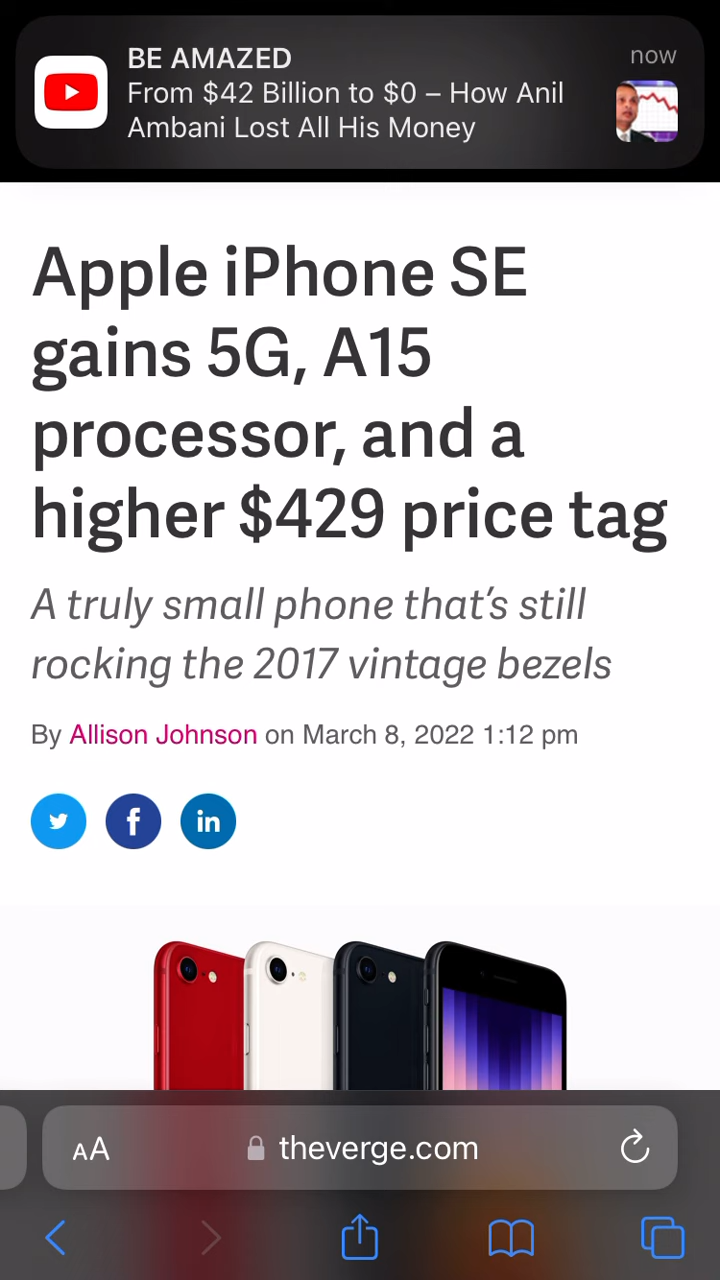 BE AMAZED
now
From $42 Billion to $0 – How Anil
Ambani Lost All His Money
Apple iPhone SE
gains 5G, A15
processor, and a
higher $429 price tag
A truly small phone that’s still
rocking the 2017 vintage bezels
By Allison Johnson on March 8, 2022 1:12 pm
f in
AA theverge.com